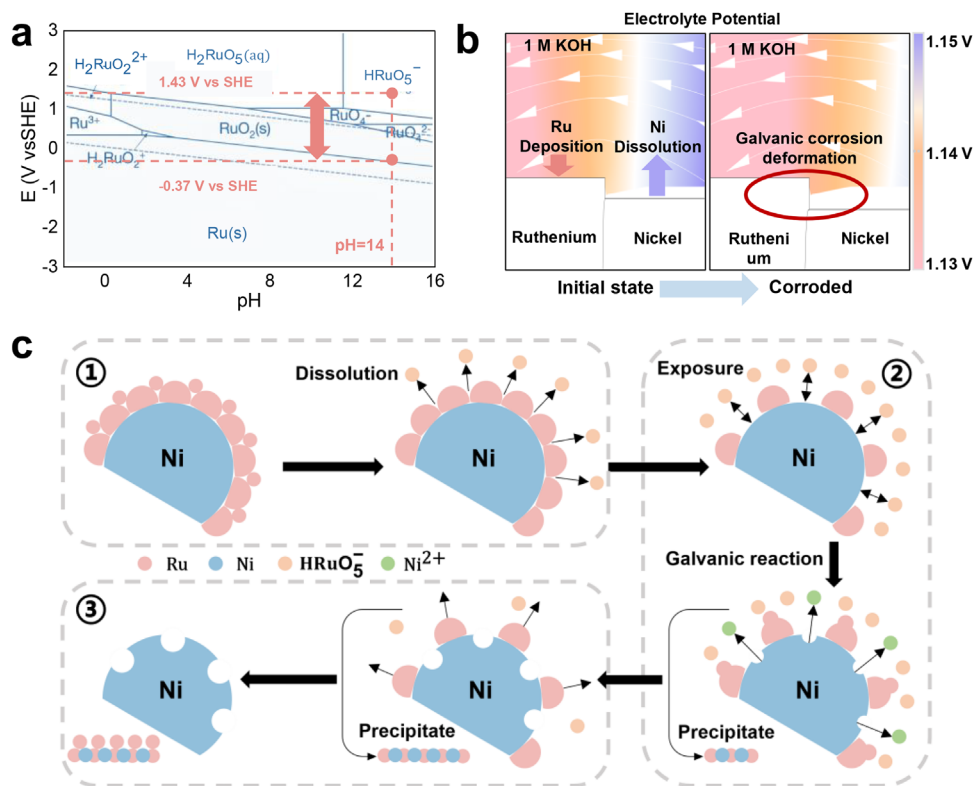 a
3
2
1
0
-1
-2
-3
E (V vsSHE)
H₂RuO₂²⁺
H₂RuO₅(aq)
HRuO₅⁻
1.43 V vs SHE
Ru³⁺
RuO₄⁻
RuO₂(s)
RuO₄²⁻
H₂RuO₂⁺
-0.37 V vs SHE
Ru(s)
pH=14
0
4
8
12
16
pH
b
Electrolyte Potential
1 M KOH
Ru
Deposition
Ni
Dissolution
Ruthenium
Nickel
1 M KOH
Galvanic corrosion
deformation
Rutheni
um
Nickel
1.15 V
1.14 V
1.13 V
Initial state
Corroded
c
①
Ni
Dissolution
Ni
Exposure
②
Ni
Ru
Ni
HRuO₅⁻
Ni²⁺
Galvanic reaction
③
Ni
Ni
Precipitate
Ni
Precipitate